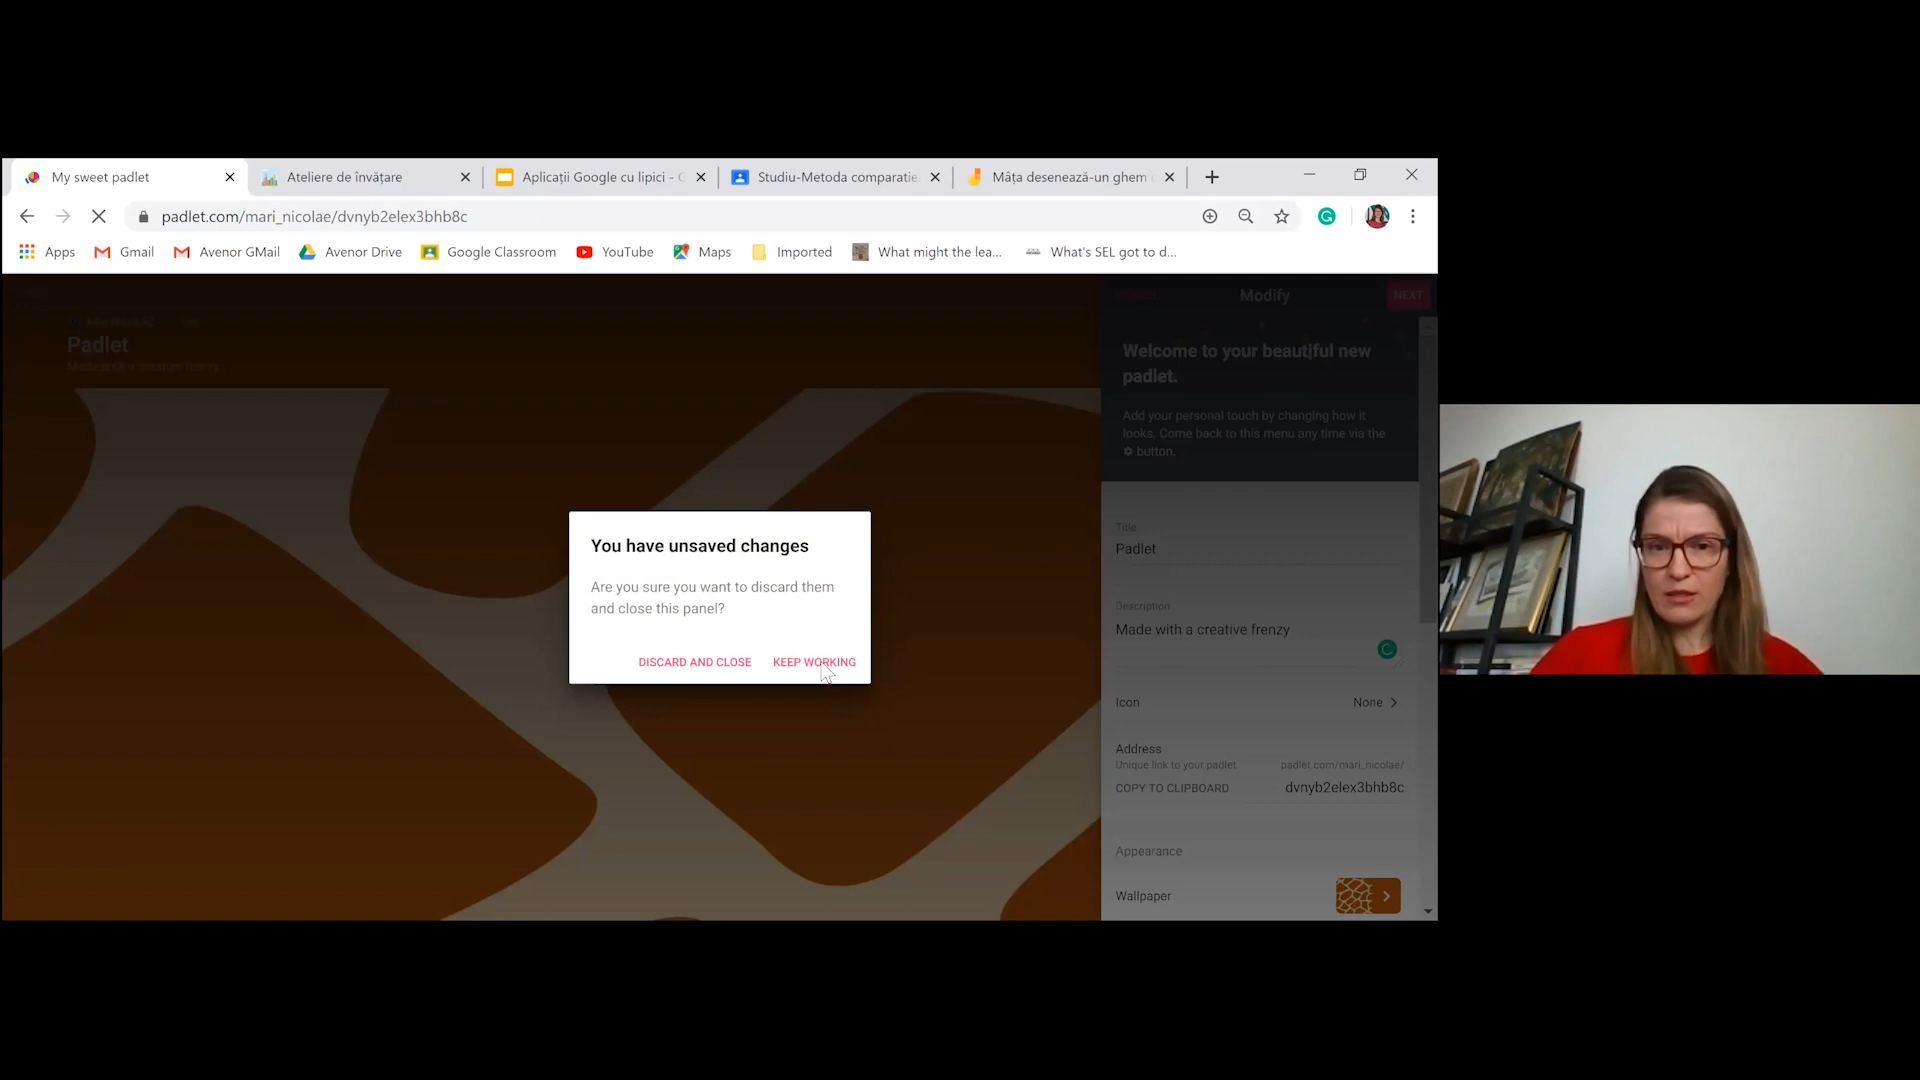 My sweet padlet
Ateliere de învățare
Aplicații Google cu lipici - G
Studiu-Metoda comparatie
Mâța desenează-un ghem
padlet.com/mari_nicolae/dvnyb2elex3bhb8c
Apps
Gmail
Avenor GMail
Avenor Drive
Google Classroom
YouTube
Maps
Imported
What might the lea...
What's SEL got to d...
Modify
NEXT
Padlet
Welcome to your beautiful new
padlet.
Add your personal touch by changing how it
looks. Come back to this menu any time via the
button.
You have unsaved changes
Are you sure you want to discard them
and close this panel?
DISCARD AND CLOSE
KEEP WORKING
Title
Padlet
Description
Made with a creative frenzy
Icon
None
Address
Unique link to your padlet
padlet.com/mari_nicolae/
COPY TO CLIPBOARD
dvnyb2elex3bhb8c
Appearance
Wallpaper